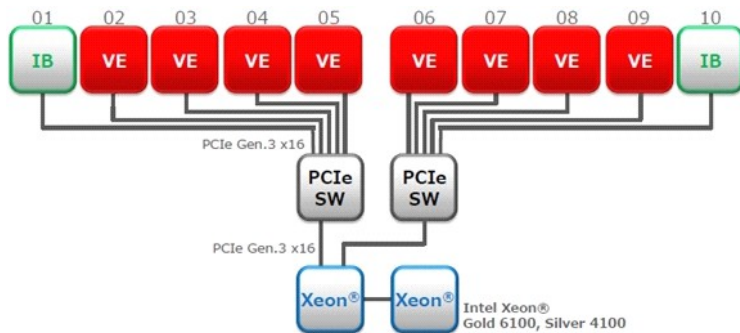 01 02 03 04 05 06 07 08 09 10
IB VE VE VE VE VE VE VE VE IB
PCIe Gen.3 x16
PCIe SW
PCIe SW
PCIe Gen.3 x16
Xeon® Xeon®
Intel Xeon®
Gold 6100, Silver 4100